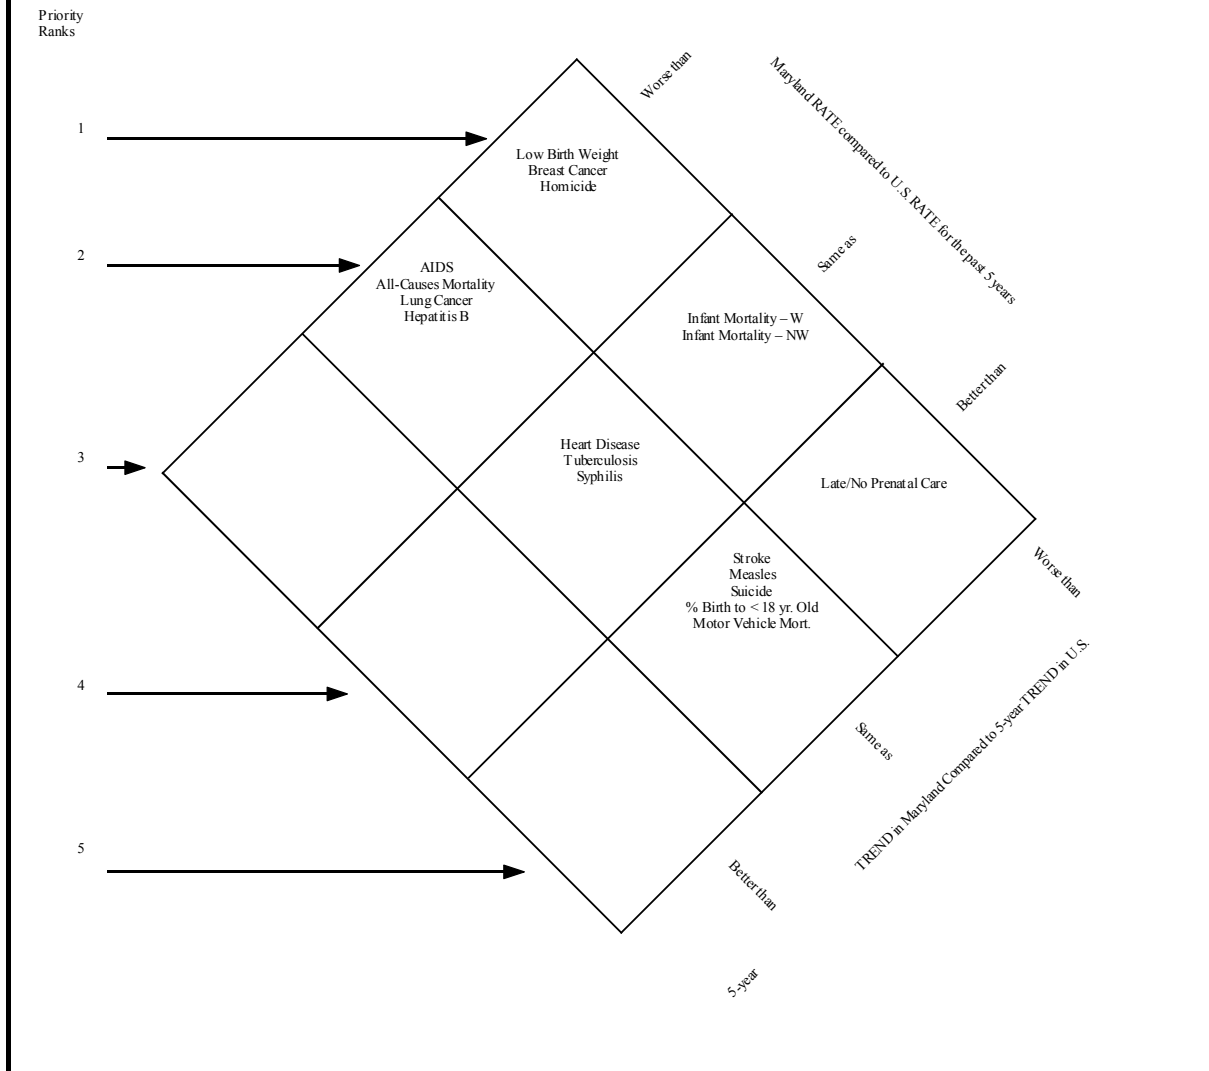 Priority
Ranks
Worse than
Maryland RATE compared to U.S. RATE for the past 5 years
1
Low Birth Weight
Breast Cancer
Homicide
2
Same as
AIDS
All-Causes Mortality
Lung Cancer
Hepatitis B
Infant Mortality – W
Infant Mortality – NW
Better than
3
Heart Disease
Tuberculosis
Syphilis
Late/No Prenatal Care
Worse than
Stroke
Measles
Suicide
% Birth to < 18 yr. Old
Motor Vehicle Mort.
4
Same as
TREND in Maryland Compared to 5-year TREND in U.S.
5
Better than
5-year